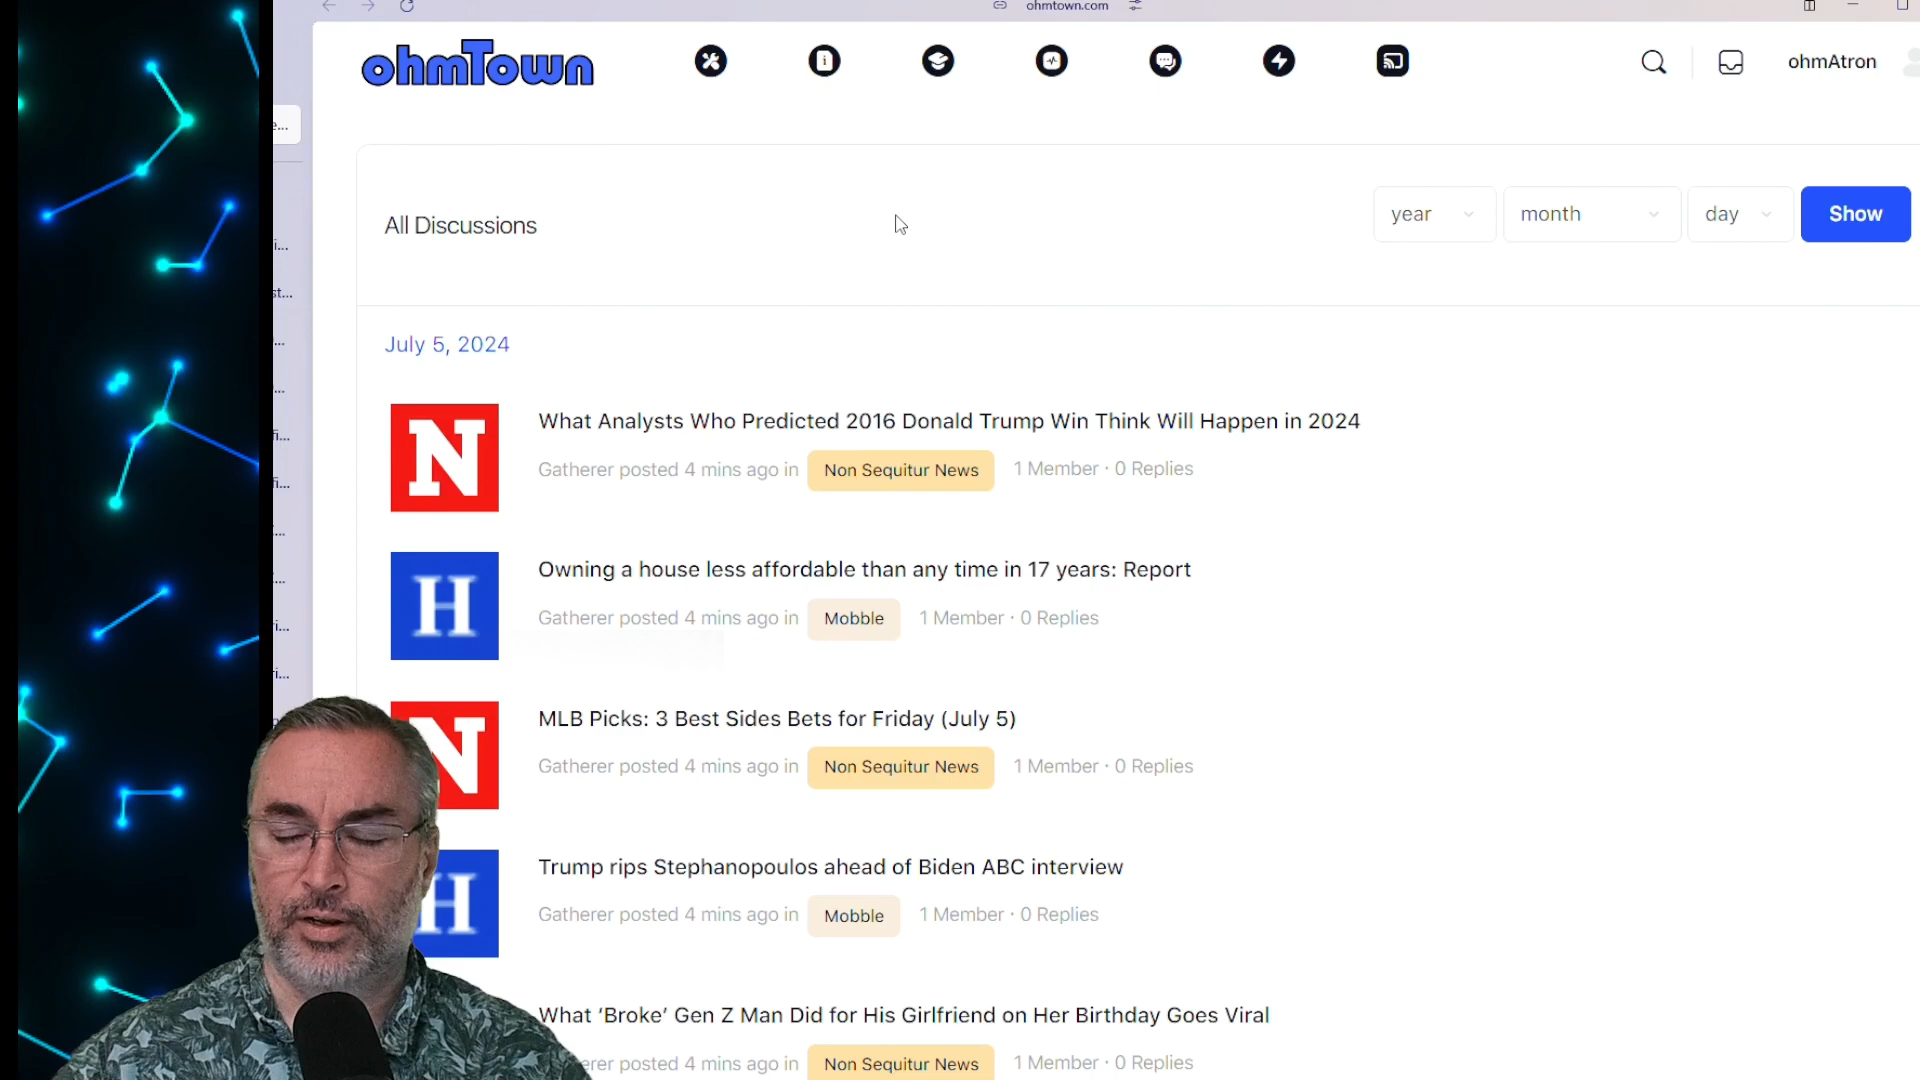 ohmtown.com
ohmTown
ohmAtron
e...
All Discussions
year
month
day
Show
July 5, 2024
N
What Analysts Who Predicted 2016 Donald Trump Win Think Will Happen in 2024
Gatherer posted 4 mins ago in Non Sequitur News 1 Member · 0 Replies
H
Owning a house less affordable than any time in 17 years: Report
Gatherer posted 4 mins ago in Mobble 1 Member · 0 Replies
N
MLB Picks: 3 Best Sides Bets for Friday (July 5)
Gatherer posted 4 mins ago in Non Sequitur News 1 Member · 0 Replies
H
Trump rips Stephanopoulos ahead of Biden ABC interview
Gatherer posted 4 mins ago in Mobble 1 Member · 0 Replies
What ‘Broke’ Gen Z Man Did for His Girlfriend on Her Birthday Goes Viral
erer posted 4 mins ago in Non Sequitur News 1 Member · 0 Replies